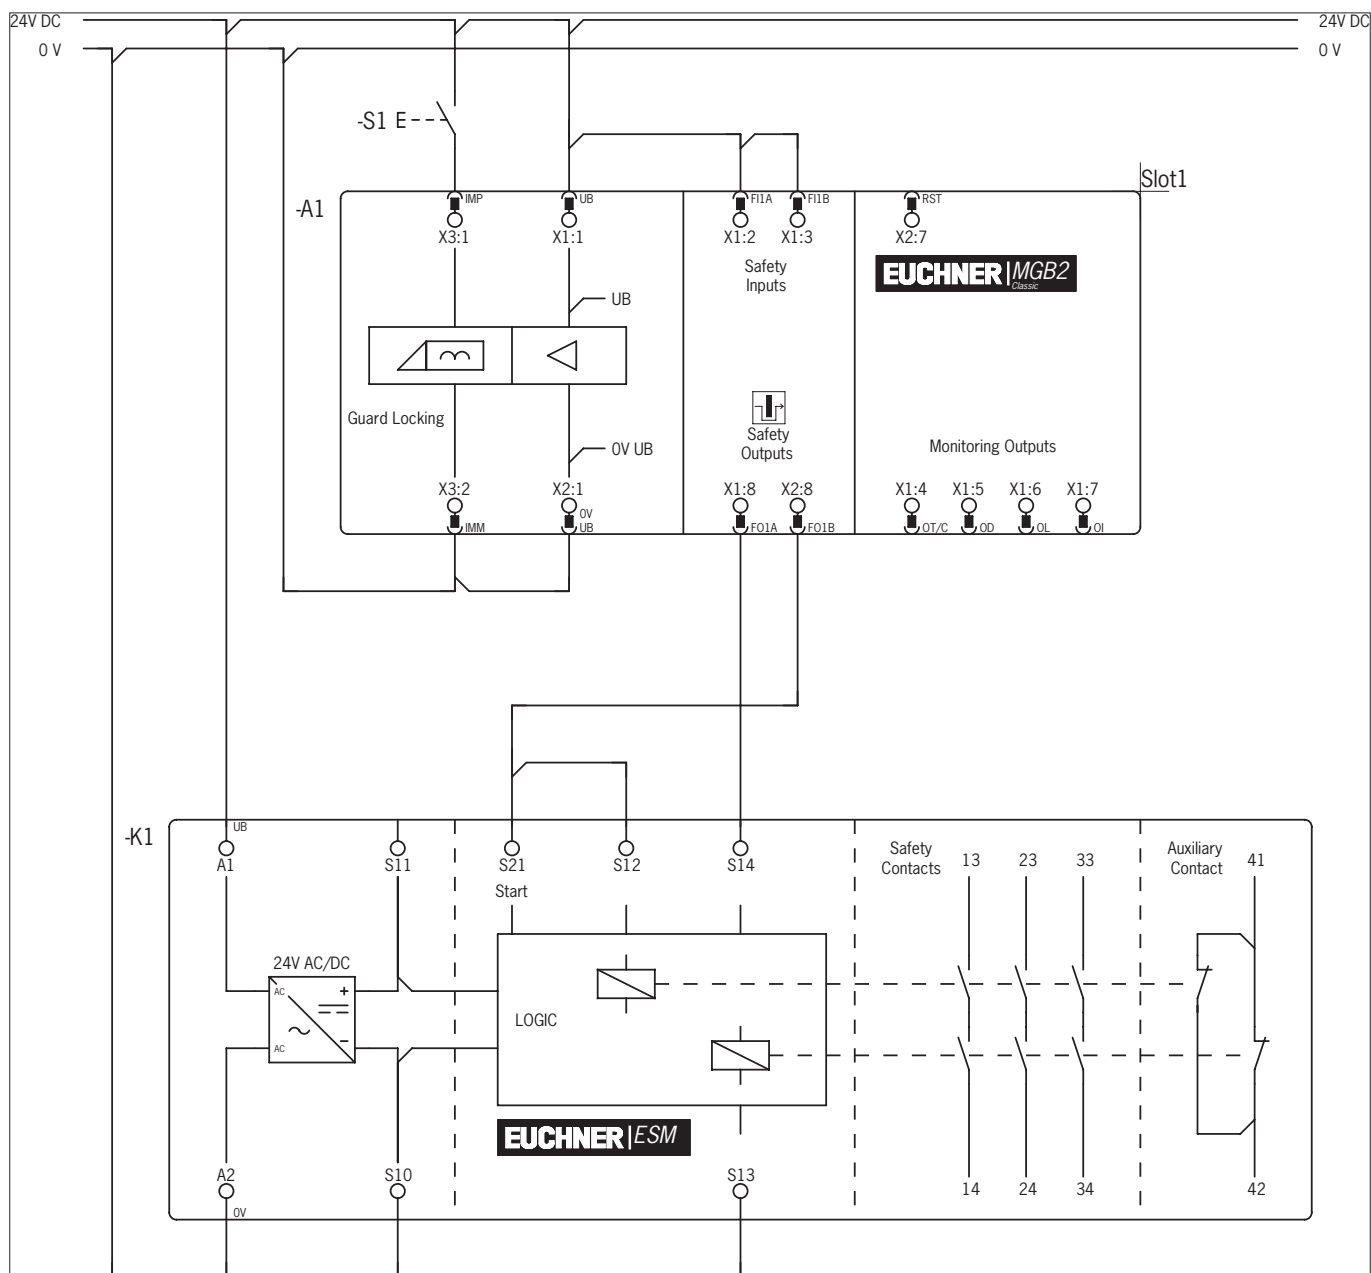 24V DC
24V DC
0 V
0 V
-S1 E
Slot1
-A1
IMP
UB
FI1A
FI1B
RST
X3:1
X1:1
X1:2
X1:3
X2:7
Safety
Inputs
EUCHNER MGB2
Classic
UB
Guard Locking
Safety
Outputs
0V UB
Monitoring Outputs
X3:2
X2:1
X1:8
X2:8
X1:4
X1:5
X1:6
X1:7
0V
IMM
UB
FO1A
FO1B
OT/C
OD
OL
OI
-K1
UB
A1
S11
S21
S12
S14
Start
Safety
Contacts
13
23
33
Auxiliary
Contact
41
24V AC/DC
AC
+
LOGIC
AC
−
EUCHNER ESM
A2
S10
S13
14
24
34
42
0V